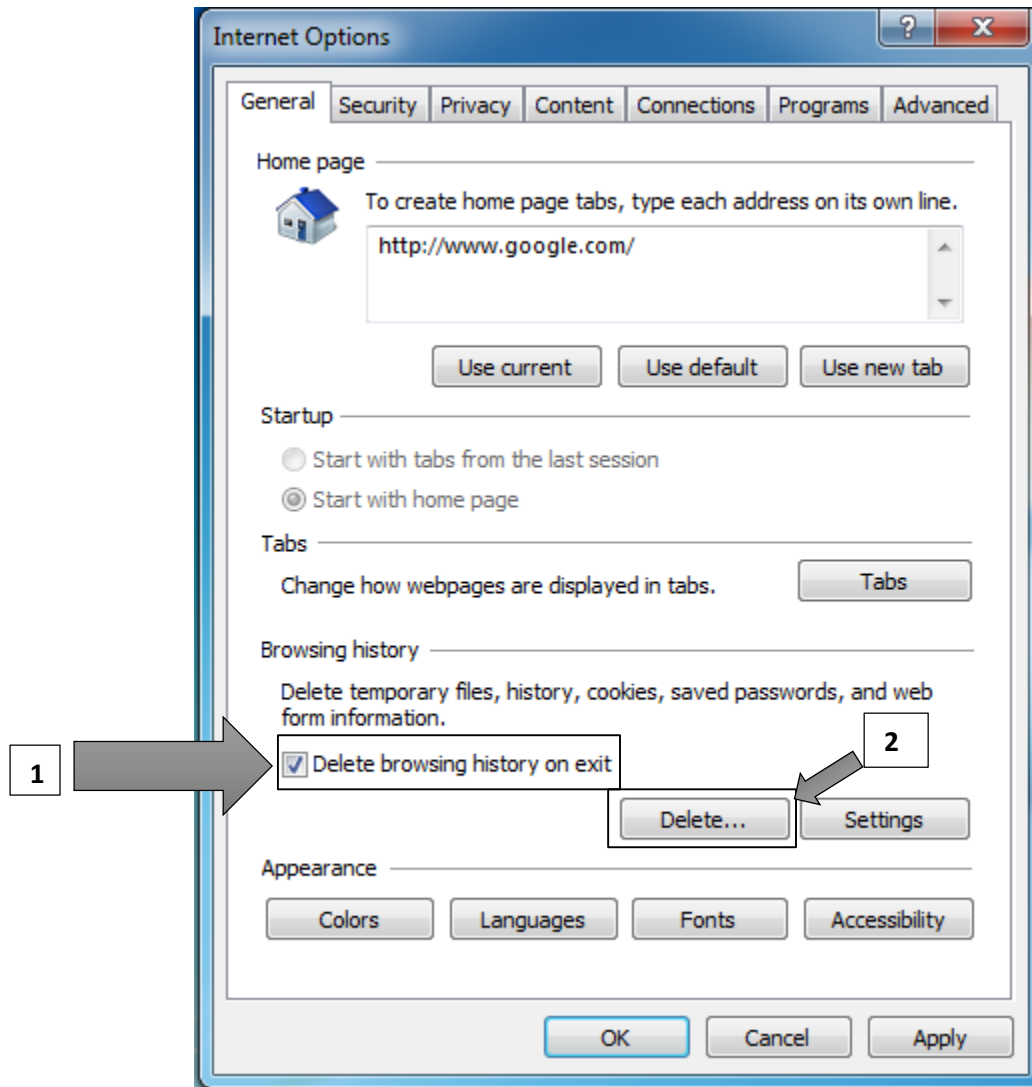 Internet Options
?
X
General Security Privacy Content Connections Programs Advanced
Home page
To create home page tabs, type each address on its own line.
http://www.google.com/
Use current Use default Use new tab
Startup
Start with tabs from the last session
Start with home page
Tabs
Change how webpages are displayed in tabs. Tabs
Browsing history
Delete temporary files, history, cookies, saved passwords, and web
form information.
1 Delete browsing history on exit 2
Delete... Settings
Appearance
Colors Languages Fonts Accessibility
OK Cancel Apply